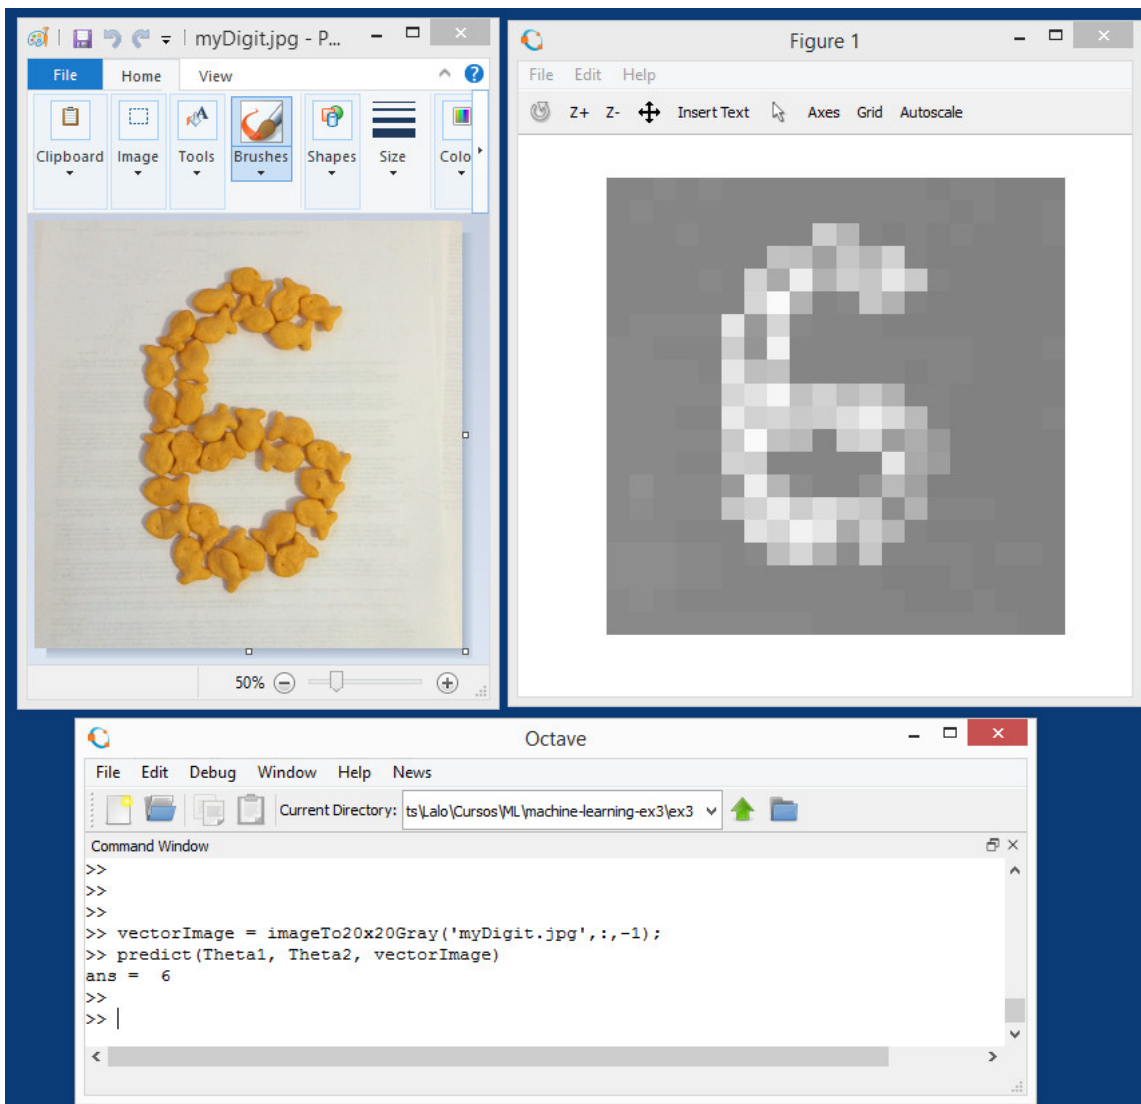 myDigit.jpg - P...
File Home View
Clipboard Image Tools Brushes Shapes Size Colo
50%
Figure 1
File Edit Help
Z+ Z- Insert Text Axes Grid Autoscale
6
Octave
File Edit Debug Window Help News
Current Directory: ts\Lalo\Cursos\ML\machine-learning-ex3\ex3
Command Window
>>
>>
>>
>> vectorImage = imageTo20x20Gray('myDigit.jpg',:,-1);
>> predict(Theta1, Theta2, vectorImage)
ans =  6
>>
>>